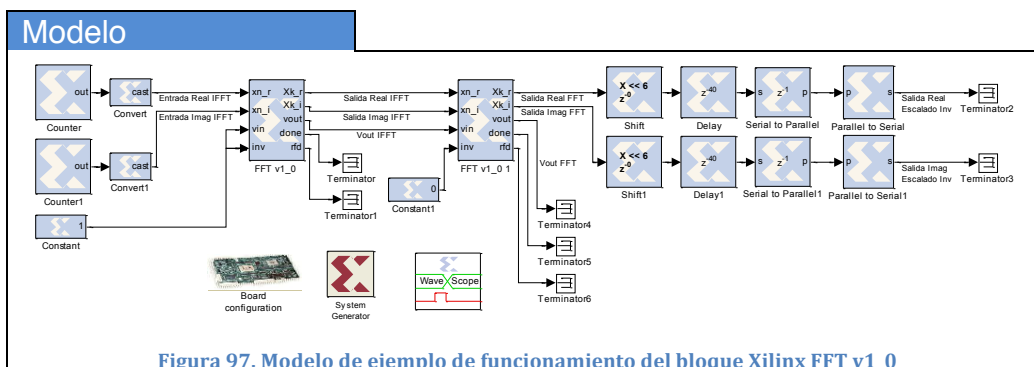 Modelo
out
Counter
cast
Convert
Entrada Real IFFT
Entrada Imag IFFT
out
Counter1
cast
Convert1
1
Constant
xn_r
xn_i
vin
inv
Xk_r
Xk_i
vout
done
rfd
FFT v1_0
Terminator
Terminator1
Salida Real IFFT
Salida Imag IFFT
Vout IFFT
0
Constant1
xn_r
xn_i
vin
inv
Xk_r
Xk_i
vout
done
rfd
FFT v1_0 1
Salida Real FFT
Salida Imag FFT
Vout FFT
Terminator4
Terminator5
Terminator6
X << 6
z-0
Shift
z-40
Delay
s z-1 p
Serial to Parallel
p s
Parallel to Serial
Salida Real
Escalado Inv
Terminator2
X << 6
z-0
Shift1
z-40
Delay1
s z-1 p
Serial to Parallel1
p s
Parallel to Serial1
Salida Imag
Escalado Inv
Terminator3
Board
configuration
System
Generator
Wave Scope
Figura 97. Modelo de ejemplo de funcionamiento del bloque Xilinx FFT v1_0